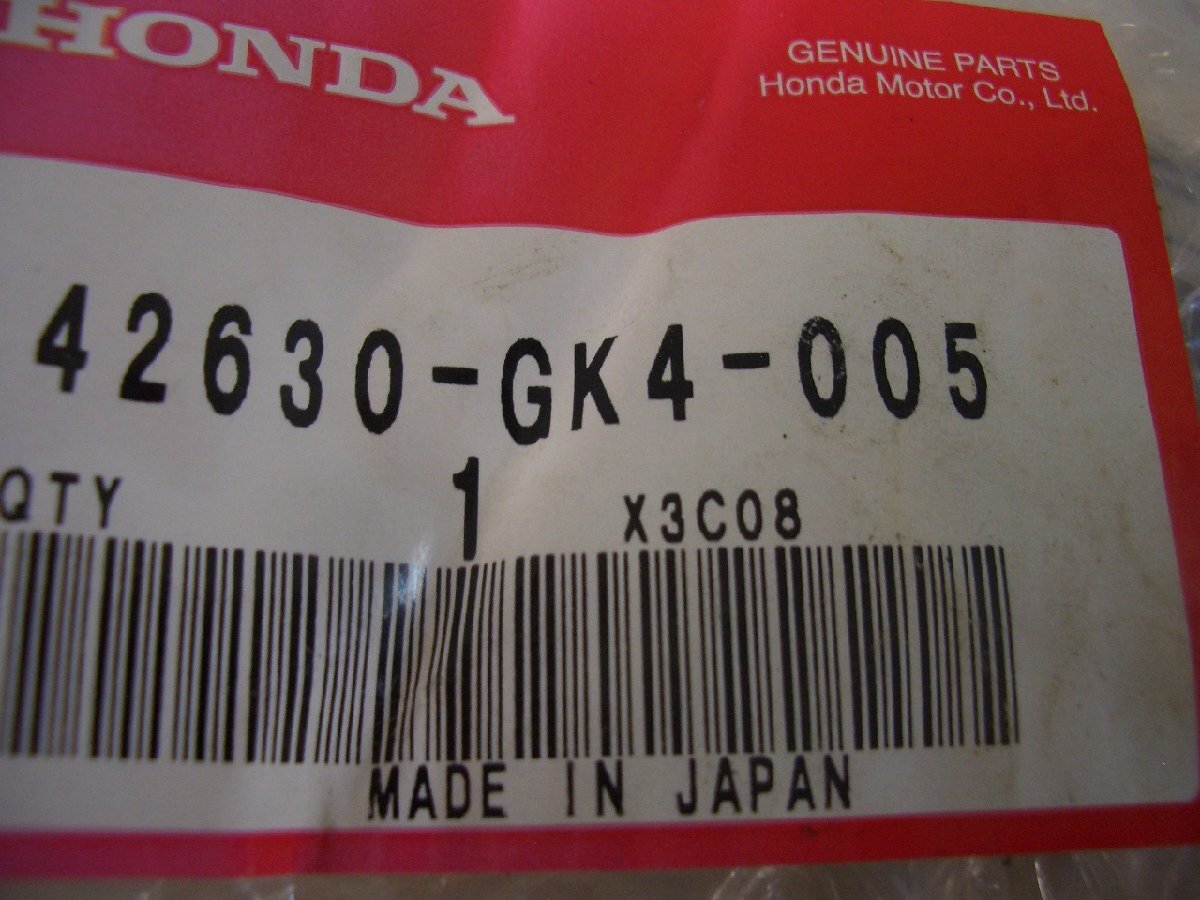 HONDA
GENUINE PARTS
Honda Motor Co., Ltd.
42630-GK4-005
QTY 1 X3C08
MADE IN JAPAN